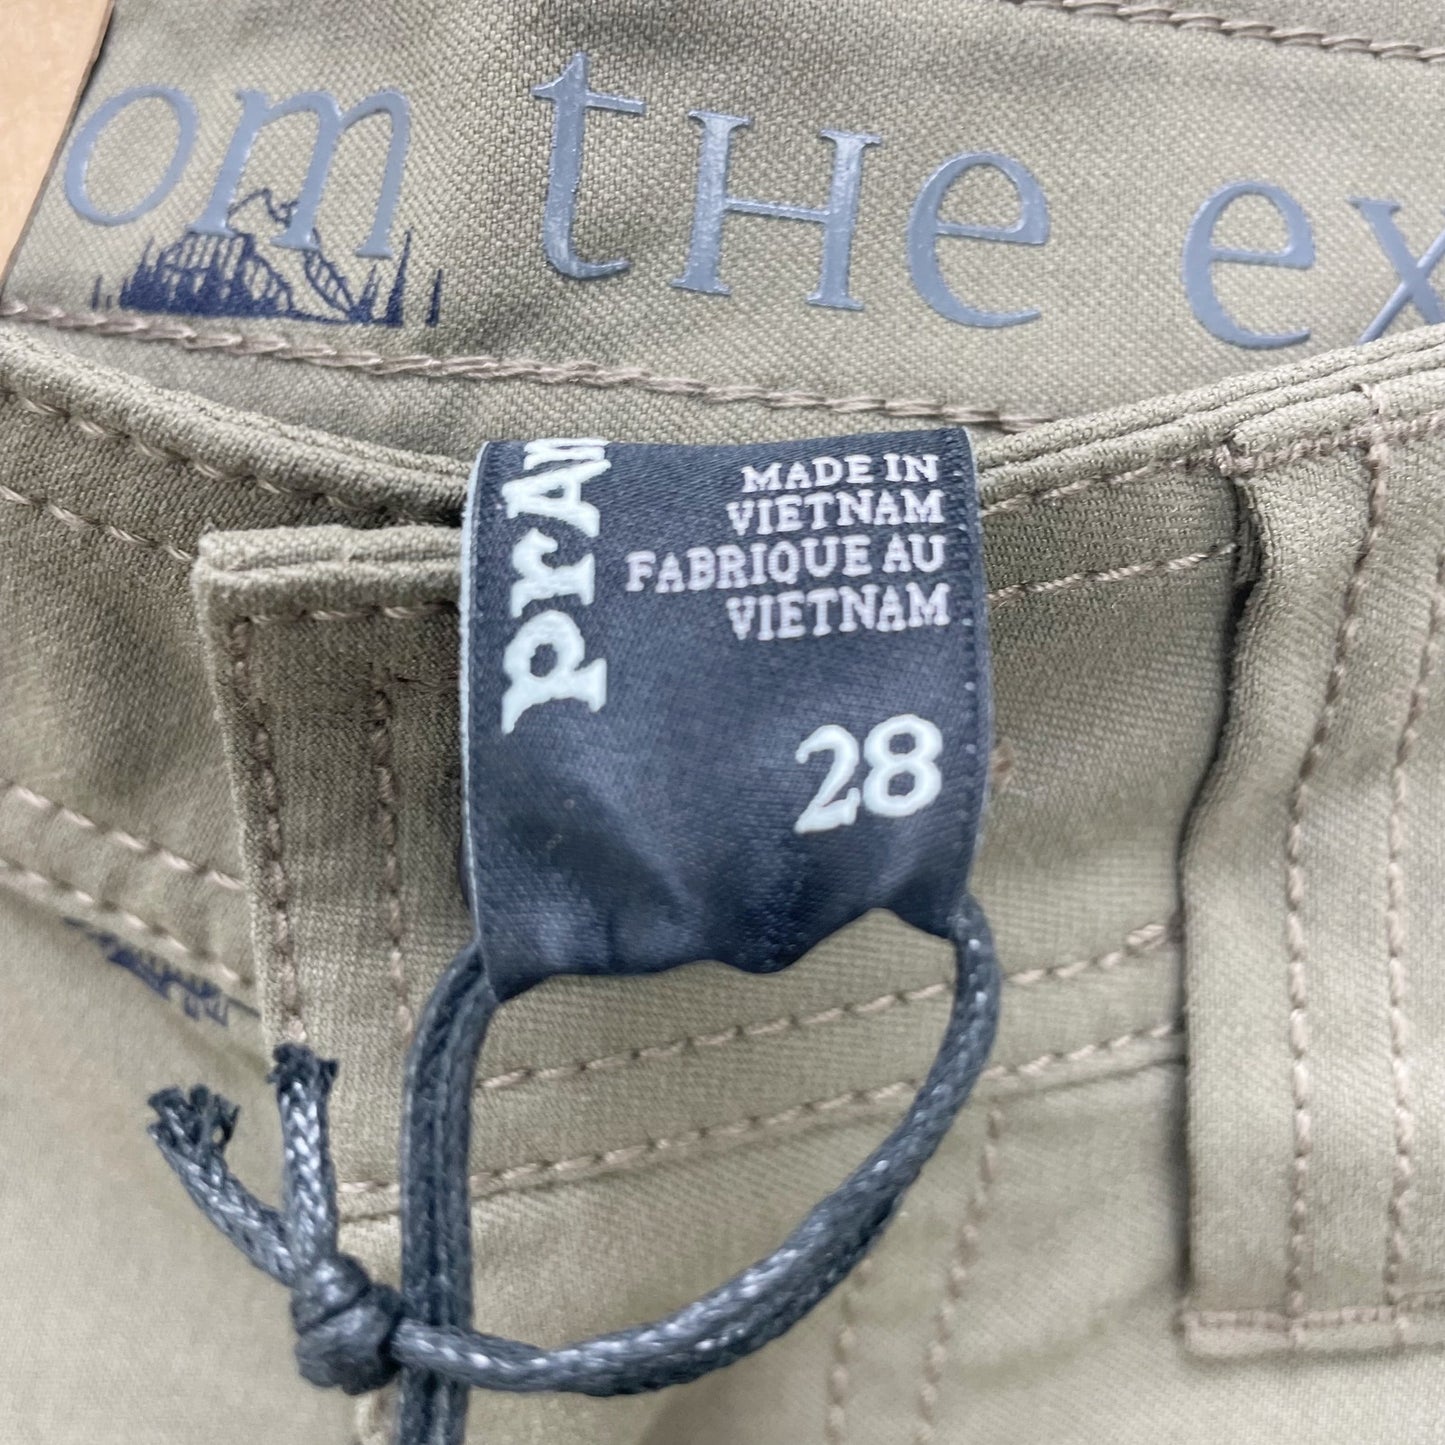 om tHe ex
prAn
MADE IN
VIETNAM
FABRIQUE AU
VIETNAM
28